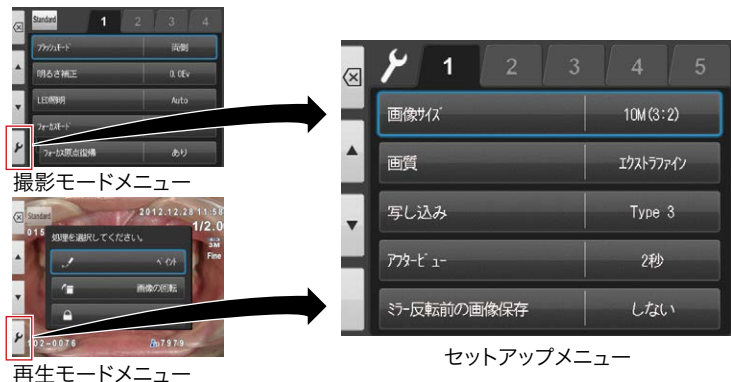 Standard 1 2 3 4
フラッシュモード 両側
明るさ補正 0.0Ev
LED照明 Auto
フォーカスモード
フォーカス原点復帰 あり
撮影モードメニュー
Standard 2012.12.28 11:58
015 1/2.0
処理を選択してください。
3M
ペイント Fine
画像の回転
102-0076 7979
再生モードメニュー
1 2 3 4 5
画像サイズ 10M(3:2)
画質 エクストラファイン
写し込み Type 3
アフタービュー 2秒
ミラー反転前の画像保存 しない
セットアップメニュー